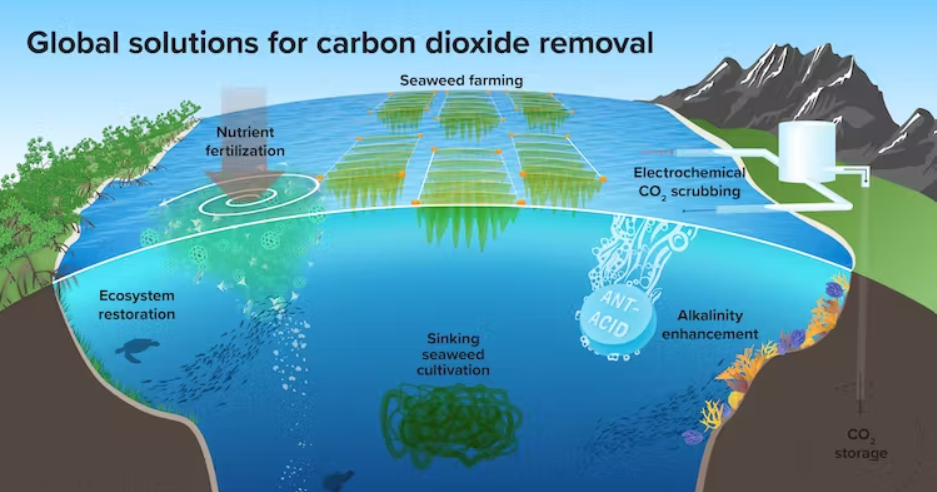 Global solutions for carbon dioxide removal
Seaweed farming
Nutrient
fertilization
Electrochemical
CO₂ scrubbing
Ecosystem
restoration
ANT-
ACID
Alkalinity
enhancement
Sinking
seaweed
cultivation
CO₂
storage